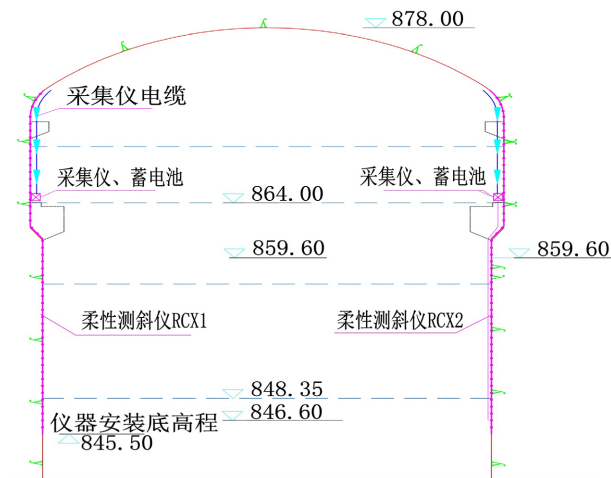 878.00
采集仪电缆
采集仪、蓄电池
采集仪、蓄电池
864.00
859.60
859.60
柔性测斜仪RCX1
柔性测斜仪RCX2
848.35
846.60
仪器安装底高程
845.50